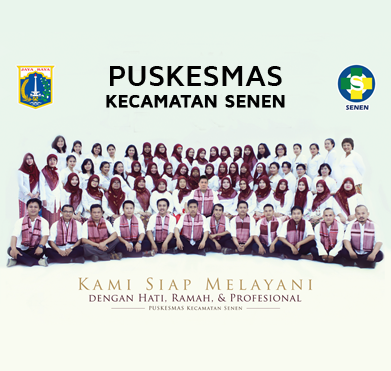 JAYA RAYA
PUSKESMAS
KECAMATAN SENEN
S
SENEN
KAMI SIAP MELAYANI
DENGAN HATI, RAMAH, & PROFESIONAL
PUSKESMAS KECAMATAN SENEN